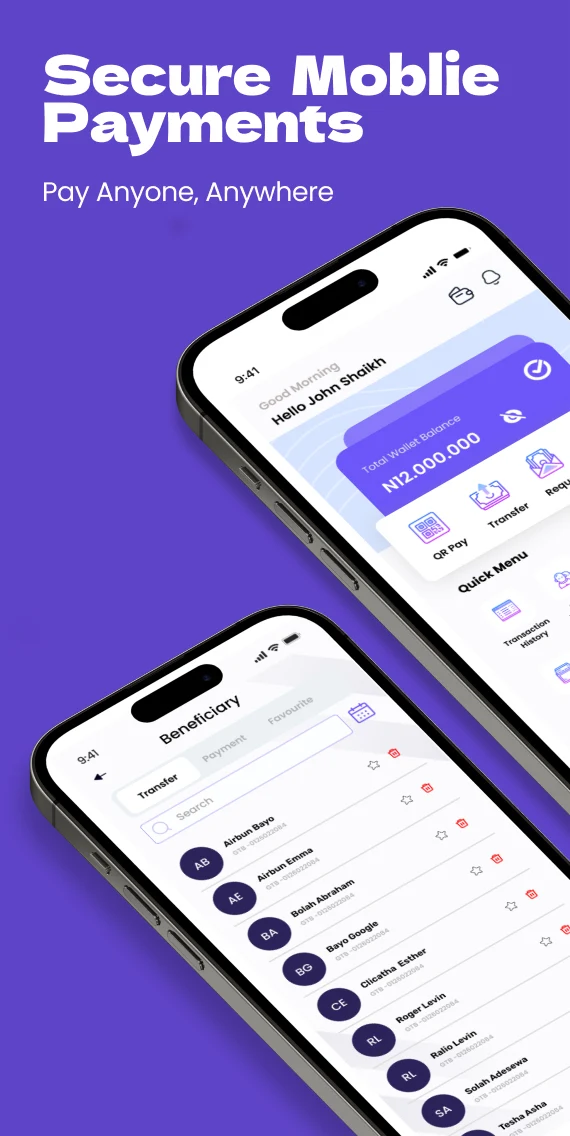 Secure Moblie
Payments
Pay Anyone, Anywhere
9:41
Good Morning
Hello John Shaikh
Total Wallet Balance
N12.000.000
QR Pay
Transfer
Requ
Quick Menu
Transaction
History
9:41
Beneficiary
Transfer
Payment
Favourite
Search
AB
Airbun Bayo
GTB -0126022084
AE
Airbun Emma
GTB -0126022084
BA
Bolah Abraham
GTB -0126022084
BG
Bayo Google
GTB -0126022084
CE
Clicatha Esther
GTB -0126022084
RL
Roger Levin
GTB -0126022084
RL
Ralio Levin
GTB -0126022084
SA
Solah Adesewa
GTB -0126022084
Tesha Asha
GTB -0126022084